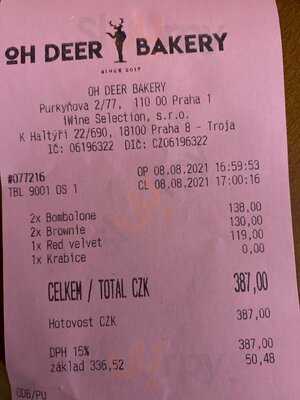 OH DEER BAKERY
SINCE 2017
OH DEER BAKERY
Purkyňova 2/77, 110 00 Praha 1
iWine Selection, s.r.o.
K Haltýři 22/690, 18100 Praha 8 - Troja
IČ: 06196322 DIČ: CZ06196322
#077216 OP 08.08.2021 16:59:53
TBL 9001 OS 1 CL 08.08.2021 17:00:16
2x Bombolone 138,00
2x Brownie 130,00
1x Red velvet 119,00
1x Krabice 0,00
CELKEM / TOTAL CZK 387,00
Hotovost CZK 387,00
DPH 15% 387,00
základ 336,52 50,48